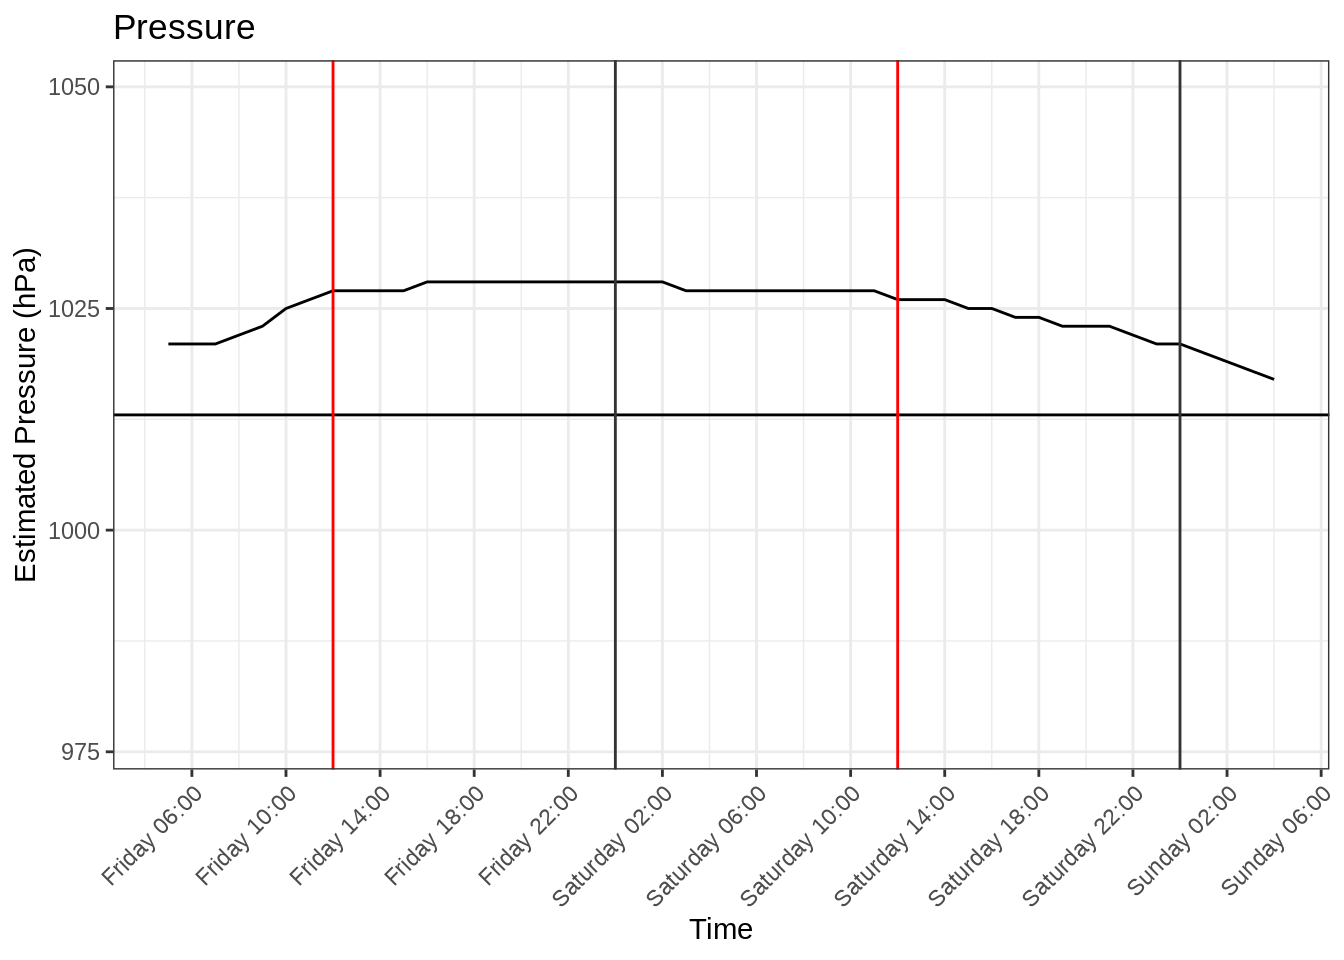 Pressure
Estimated Pressure (hPa)
1050
1025
1000
975
Friday 06:00
Friday 10:00
Friday 14:00
Friday 18:00
Friday 22:00
Saturday 02:00
Saturday 06:00
Saturday 10:00
Saturday 14:00
Saturday 18:00
Saturday 22:00
Sunday 02:00
Sunday 06:00
Time